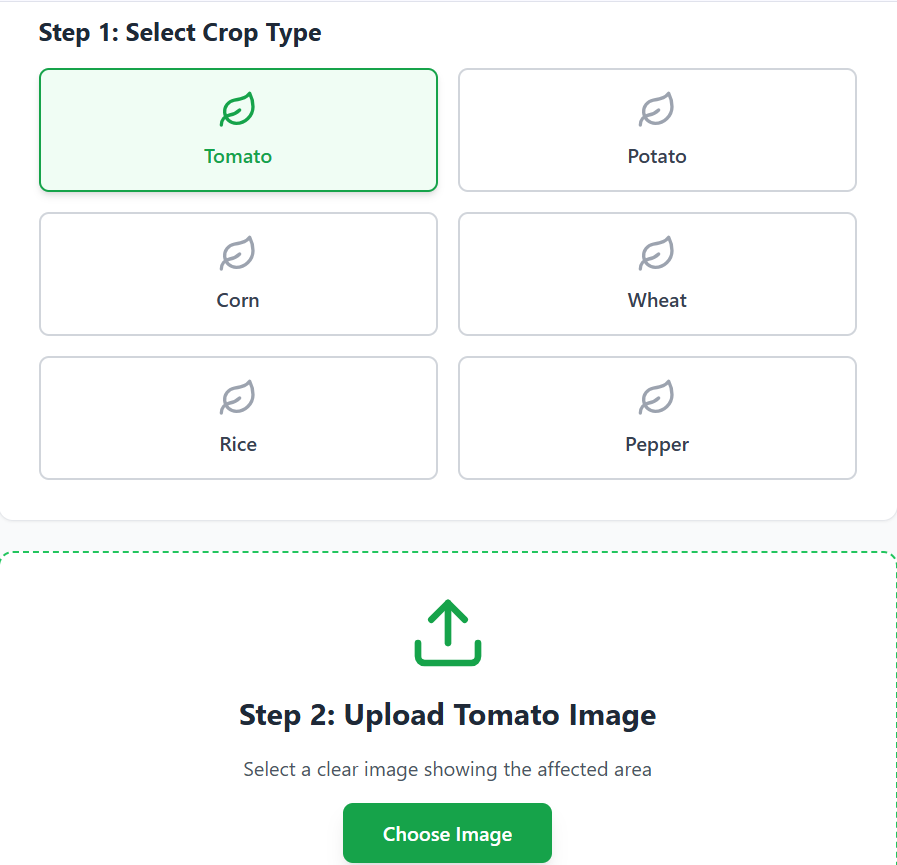 Step 1: Select Crop Type
Tomato
Potato
Corn
Wheat
Rice
Pepper
Step 2: Upload Tomato Image
Select a clear image showing the affected area
Choose Image